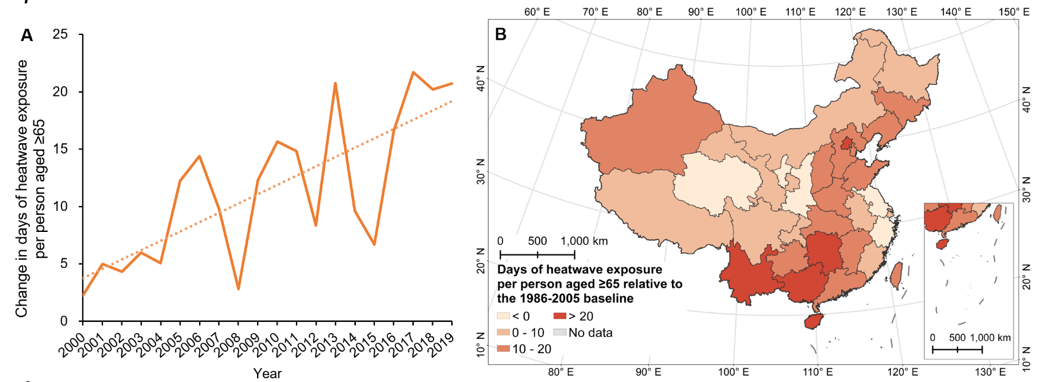 A
Change in days of heatwave exposure
per person aged ≥65
25
20
15
10
5
0
2000
2001
2002
2003
2004
2005
2006
2007
2008
2009
2010
2011
2012
2013
2014
2015
2016
2017
2018
2019
Year
B
60° E 70° E 80° E 90° E 100° E 110° E 120° E 130° E 140° E 150° E
40° N
30° N
20° N
10° N
40° N
30° N
20° N
10° N
0 500 1,000 km
Days of heatwave exposure
per person aged ≥65 relative to
the 1986-2005 baseline
< 0 > 20
0 - 10 No data
10 - 20
0 500 1,000 km
80° E 90° E 100° E 110° E 120° E 130° E